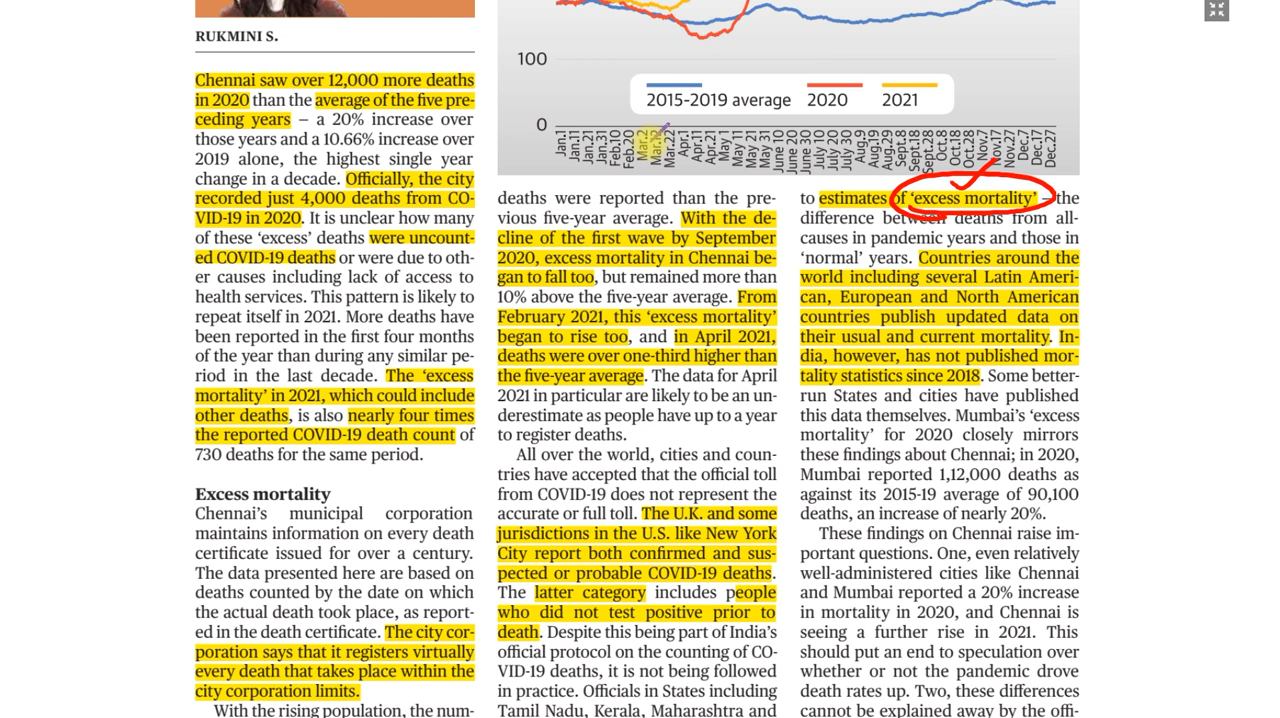 RUKMINI S.
Chennai saw over 12,000 more deaths
in 2020 than the average of the five pre-
ceding years – a 20% increase over
those years and a 10.66% increase over
2019 alone, the highest single year
change in a decade. Officially, the city
recorded just 4,000 deaths from CO-
VID-19 in 2020. It is unclear how many
of these ‘excess’ deaths were uncount-
ed COVID-19 deaths or were due to oth-
er causes including lack of access to
health services. This pattern is likely to
repeat itself in 2021. More deaths have
been reported in the first four months
of the year than during any similar pe-
riod in the last decade. The ‘excess
mortality’ in 2021, which could include
other deaths, is also nearly four times
the reported COVID-19 death count of
730 deaths for the same period.
Excess mortality
Chennai’s municipal corporation
maintains information on every death
certificate issued for over a century.
The data presented here are based on
deaths counted by the date on which
the actual death took place, as report-
ed in the death certificate. The city cor-
poration says that it registers virtually
every death that takes place within the
city corporation limits.
With the rising population, the num-
100
2015-2019 average 2020 2021
0
Jan.1 Jan.11 Jan.21 Jan.31 Feb.10 Feb.20 Mar.2 Mar.12 Mar.22 Apr.1 Apr.11 Apr.21 May 1 May 11 May 21 May 31 June 10 June 20 June 30 July 10 July 20 July 30 Aug.9 Aug.19 Aug.29 Sept.8 Sept.18 Sept.28 Oct.8 Oct.18 Oct.28 Nov.7 Nov.17 Nov.27 Dec.7 Dec.17 Dec.27
deaths were reported than the pre-
vious five-year average. With the de-
cline of the first wave by September
2020, excess mortality in Chennai be-
gan to fall too, but remained more than
10% above the five-year average. From
February 2021, this ‘excess mortality’
began to rise too, and in April 2021,
deaths were over one-third higher than
the five-year average. The data for April
2021 in particular are likely to be an un-
derestimate as people have up to a year
to register deaths.
All over the world, cities and coun-
tries have accepted that the official toll
from COVID-19 does not represent the
accurate or full toll. The U.K. and some
jurisdictions in the U.S. like New York
City report both confirmed and sus-
pected or probable COVID-19 deaths.
The latter category includes people
who did not test positive prior to
death. Despite this being part of India’s
official protocol on the counting of CO-
VID-19 deaths, it is not being followed
in practice. Officials in States including
Tamil Nadu, Kerala, Maharashtra and
to estimates of ‘excess mortality’ – the
difference between deaths from all-
causes in pandemic years and those in
‘normal’ years. Countries around the
world including several Latin Ameri-
can, European and North American
countries publish updated data on
their usual and current mortality. In-
dia, however, has not published mor-
tality statistics since 2018. Some better-
run States and cities have published
this data themselves. Mumbai’s ‘excess
mortality’ for 2020 closely mirrors
these findings about Chennai; in 2020,
Mumbai reported 1,12,000 deaths as
against its 2015-19 average of 90,100
deaths, an increase of nearly 20%.
These findings on Chennai raise im-
portant questions. One, even relatively
well-administered cities like Chennai
and Mumbai reported a 20% increase
in mortality in 2020, and Chennai is
seeing a further rise in 2021. This
should put an end to speculation over
whether or not the pandemic drove
death rates up. Two, these differences
cannot be explained away by the offi-